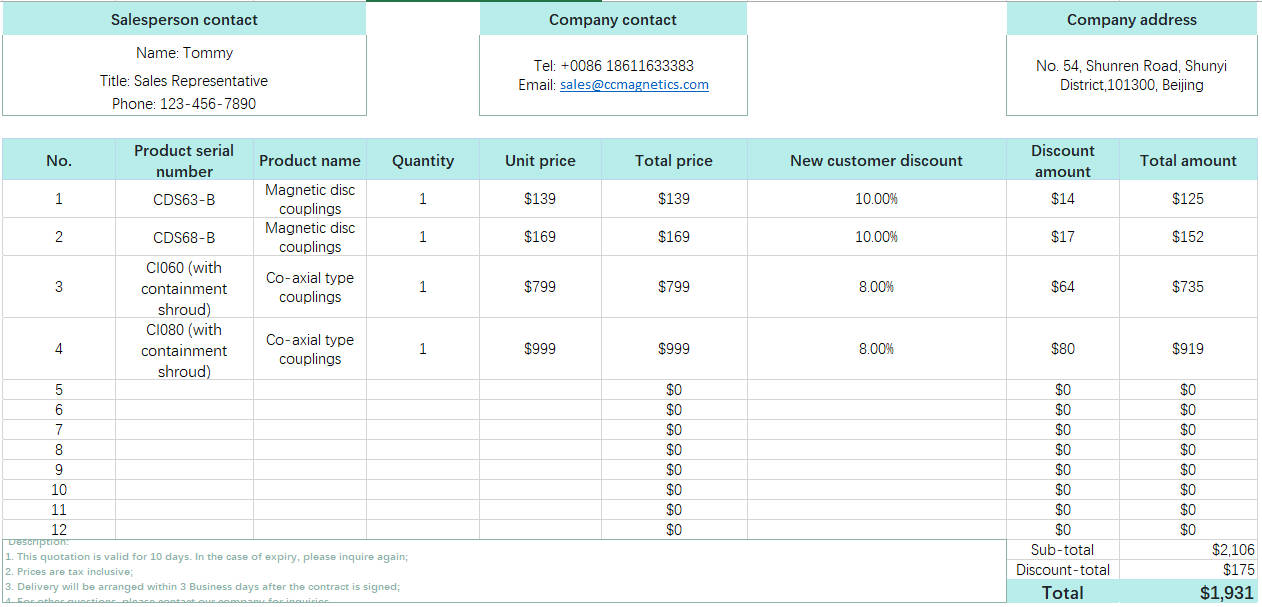 Salesperson contact
Name: Tommy
Title: Sales Representative
Phone: 123-456-7890
Company contact
Tel: +0086 18611633383
Email: sales@ccmagnetics.com
Company address
No. 54, Shunren Road, Shunyi
District,101300, Beijing
No. Product serial number Product name Quantity Unit price Total price New customer discount Discount amount Total amount
1 CDS63-B Magnetic disc couplings 1 $139 $139 10.00% $14 $125
2 CDS68-B Magnetic disc couplings 1 $169 $169 10.00% $17 $152
3 CI060 (with containment shroud) Co-axial type couplings 1 $799 $799 8.00% $64 $735
4 CI080 (with containment shroud) Co-axial type couplings 1 $999 $999 8.00% $80 $919
5 $0 $0 $0
6 $0 $0 $0
7 $0 $0 $0
8 $0 $0 $0
9 $0 $0 $0
10 $0 $0 $0
11 $0 $0 $0
12 $0 $0 $0
Description:
1. This quotation is valid for 10 days. In the case of expiry, please inquire again;
2. Prices are tax inclusive;
3. Delivery will be arranged within 3 Business days after the contract is signed;
4. For other questions, please contact our company for inquiries
Sub-total $2,106
Discount-total $175
Total $1,931